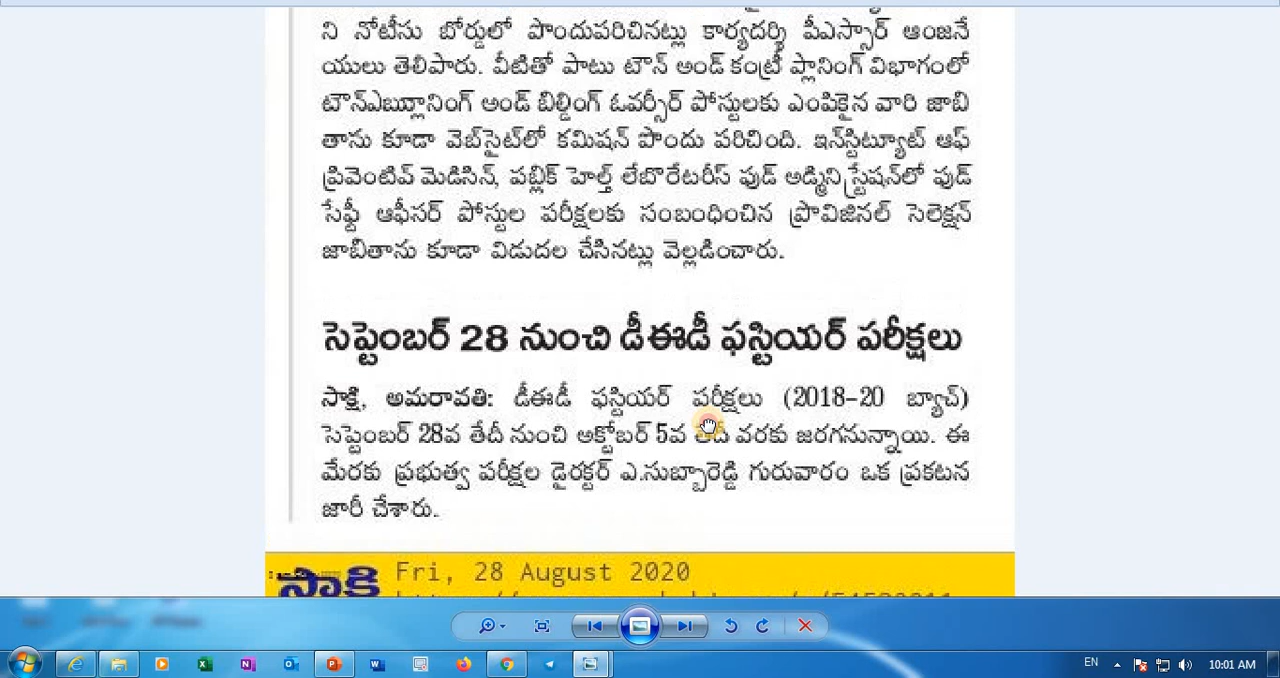 ని నోటీసు బోర్డులో పొందుపరిచినట్లు కార్యదర్శి పీఎస్సార్ ఆంజనే
యులు తెలిపారు. వీటితో పాటు టౌన్ అండ్ కంట్రీ ప్లానింగ్ విభాగంలో
అండ్ బిల్డింగ్ ఓవర్సీర్ పోస్టులకు ఎంపికైన వారి జాబి
తాను కూడా వెబ్‌సైట్‌లో కమిషన్ పొందు పరిచింది. ఇన్‌స్టిట్యూట్ ఆఫ్
ప్రివెంటివ్ మెడిసిన్, పబ్లిక్ హెల్త్ లేబొరేటరీస్ ఫుడ్ అడ్మినిస్ట్రేషన్‌లో ఫుడ్
సేఫ్టీ ఆఫీసర్ పోస్టుల పరీక్షలకు సంబంధించిన ప్రొవిజినల్ సెలెక్షన్
జాబితాను కూడా విడుదల చేసినట్లు వెల్లడించారు.
సెప్టెంబర్ 28 నుంచి డీఈడీ ఫస్టియర్ పరీక్షలు
సాక్షి, అమరావతి: డీఈడీ ఫస్టియర్ పరీక్షలు (2018-20 బ్యాచ్)
సెప్టెంబర్ 28వ తేదీ నుంచి అక్టోబర్ 5వ తేదీ వరకు జరగనున్నాయి. ఈ
మేరకు ప్రభుత్వ పరీక్షల డైరక్టర్ ఎ.సుబ్బారెడ్డి గురువారం ఒక ప్రకటన
జారీ చేశారు.
సాక్షి Fri, 28 August 2020
EN 10:01 AM